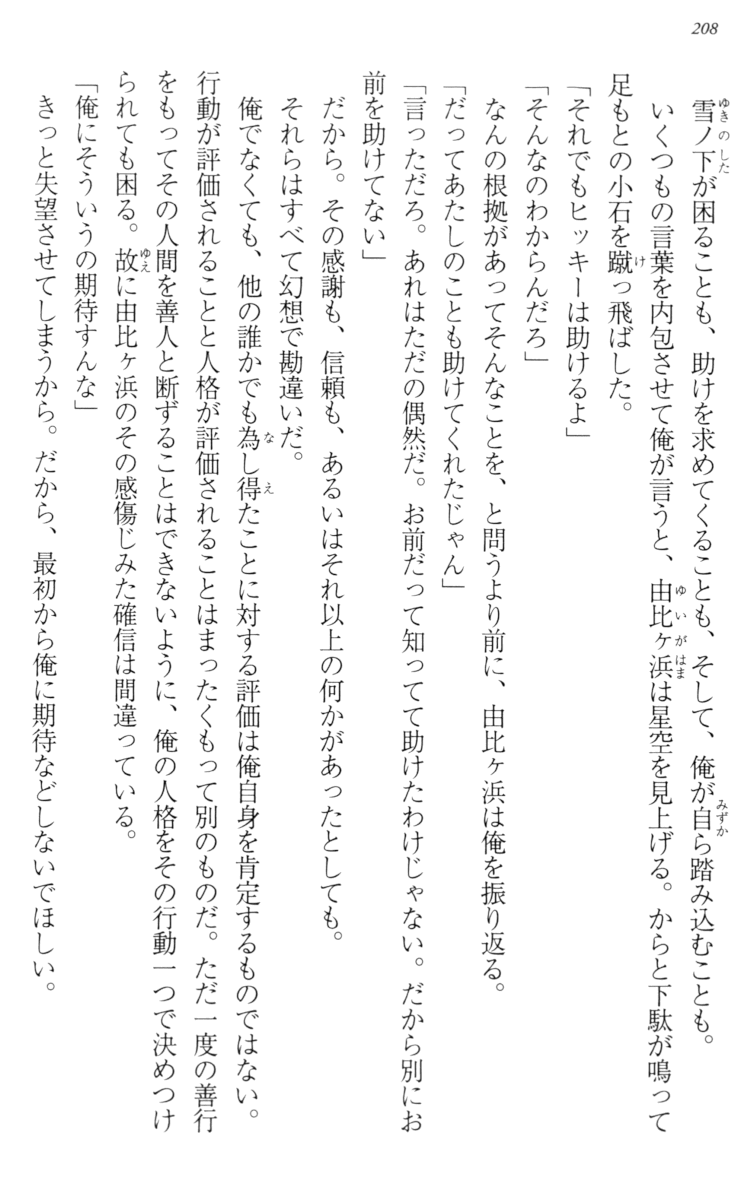 208
雪ノ下が困ることも、助けを求めてくることも、そして、俺が自ら踏み込むことも。
いくつもの言葉を内包させて俺が言うと、由比ヶ浜は星空を見上げる。からと下駄が鳴って
足もとの小石を蹴っ飛ばした。
「それでもヒッキーは助けるよ」
「そんなのわからんだろ」
なんの根拠があってそんなことを、と問うより前に、由比ヶ浜は俺を振り返る。
「だってあたしのことも助けてくれたじゃん」
「言っただろ。あれはただの偶然だ。お前だって知ってて助けたわけじゃない。だから別にお
前を助けてない」
だから。その感謝も、信頼も、あるいはそれ以上の何かがあったとしても。
それらはすべて幻想で勘違いだ。
俺でなくても、他の誰かでも為し得たことに対する評価は俺自身を肯定するものではない。
行動が評価されることと人格が評価されることはまったくもって別のものだ。ただ一度の善行
をもってその人間を善人と断ずることはできないように、俺の人格をその行動一つで決めつけ
られても困る。故に由比ヶ浜のその感傷じみた確信は間違っている。
「俺にそういうの期待すんな」
きっと失望させてしまうから。だから、最初から俺に期待などしないでほしい。